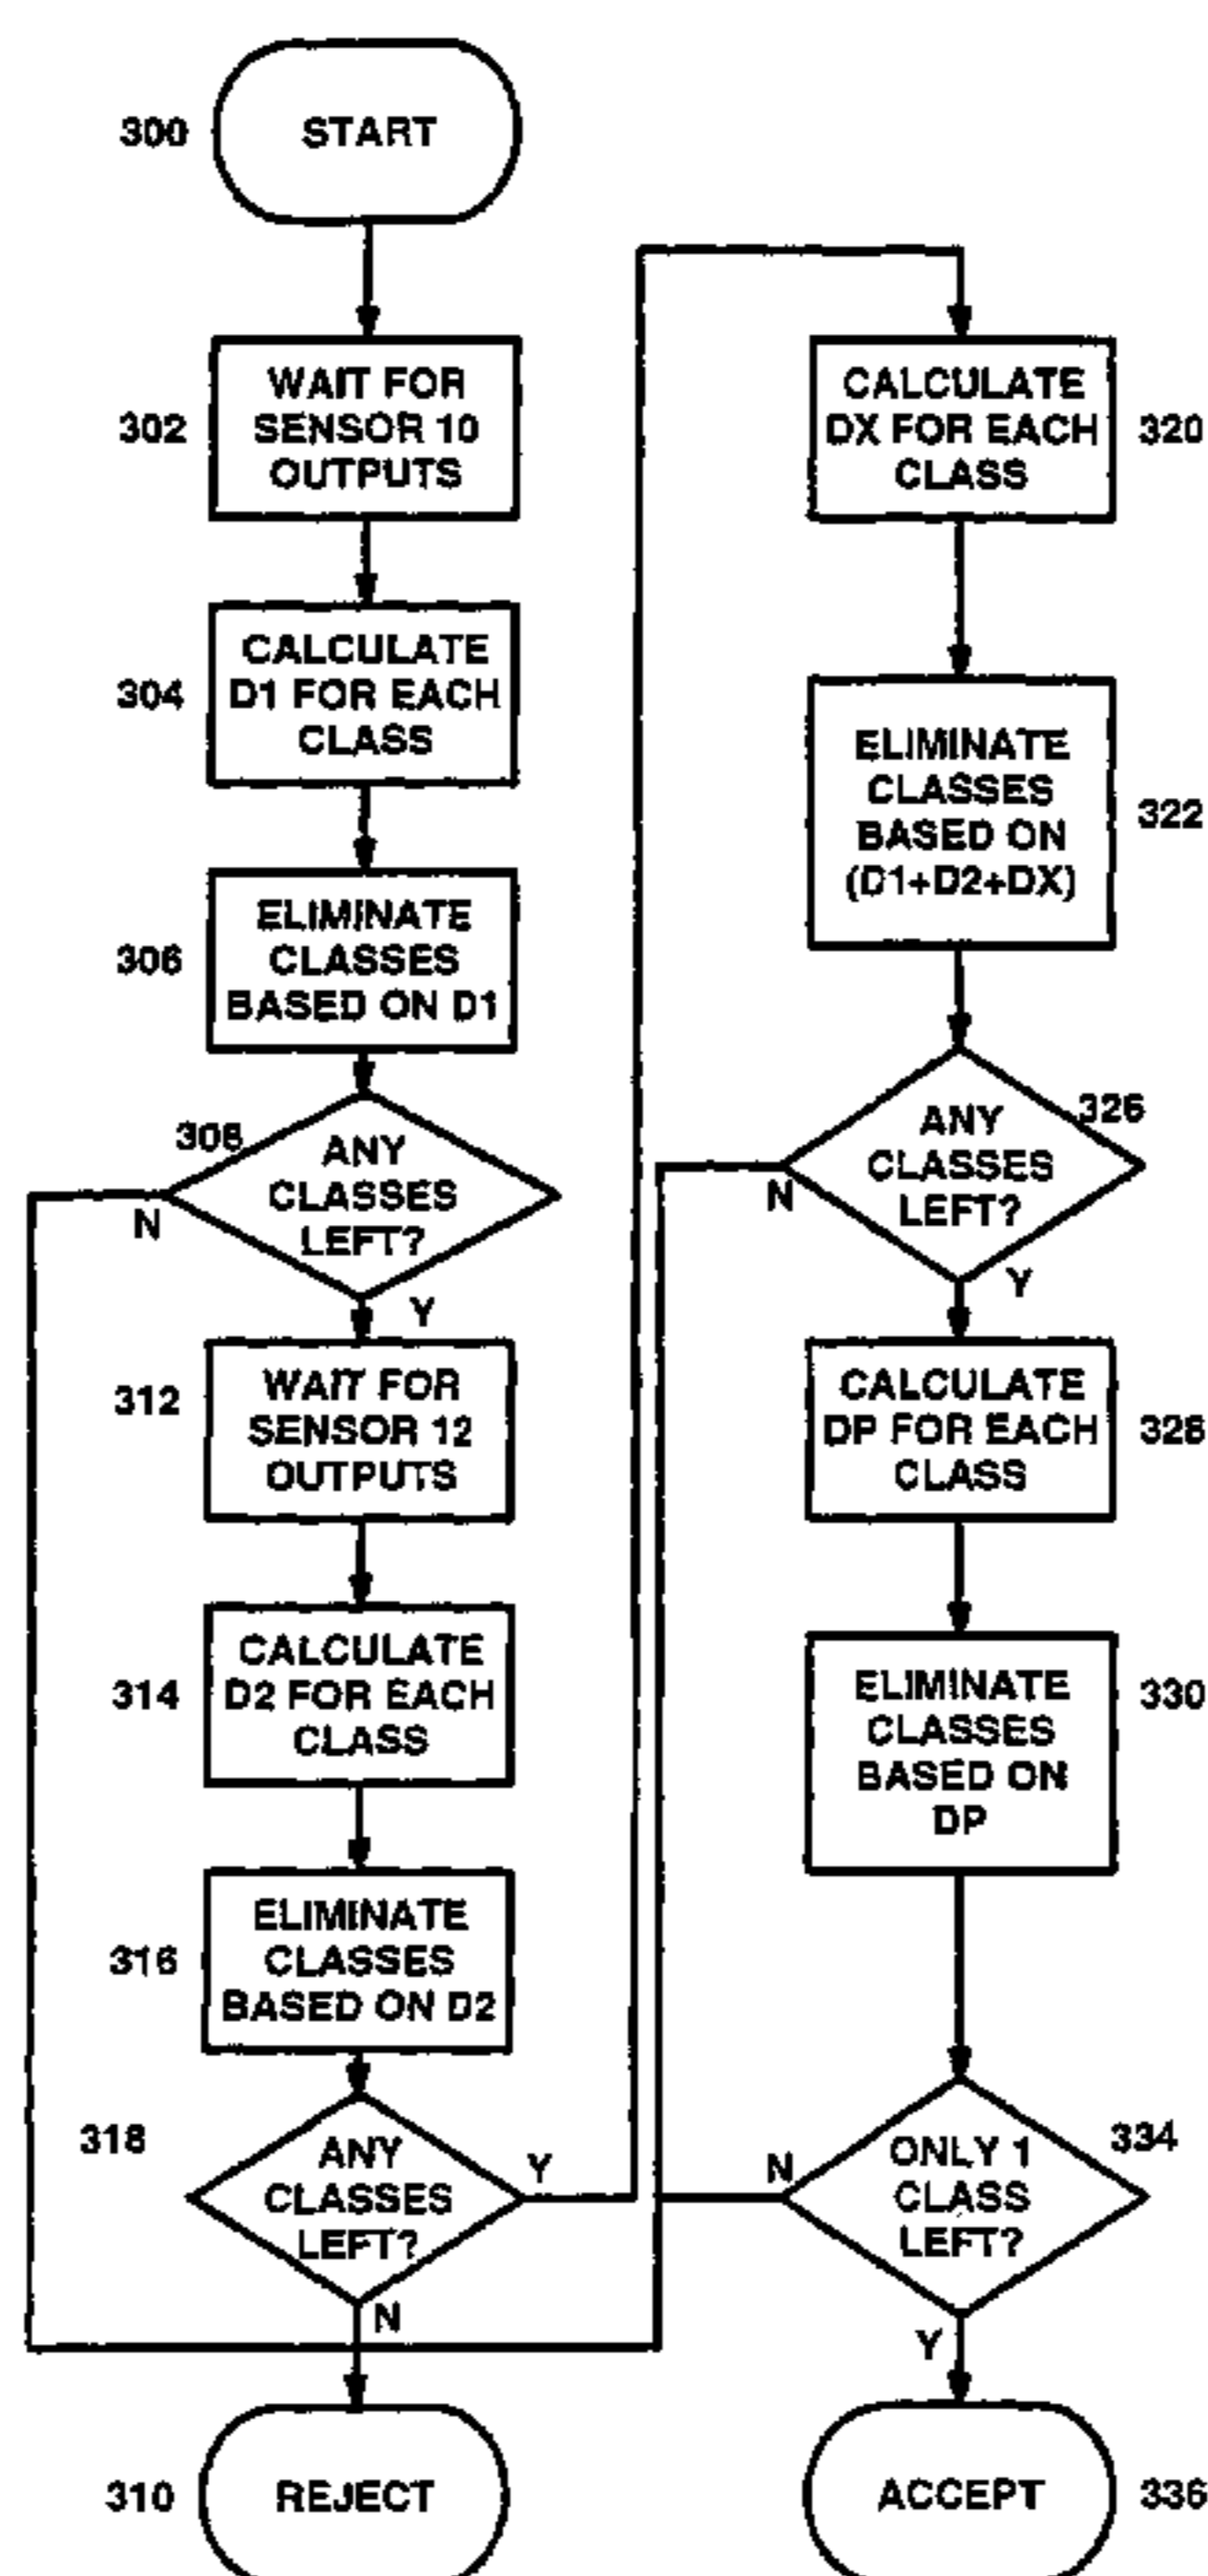 300
START
302
WAIT FOR
SENSOR 10
OUTPUTS
304
CALCULATE
D1 FOR EACH
CLASS
306
ELIMINATE
CLASSES
BASED ON D1
308
ANY
CLASSES
LEFT?
N
Y
312
WAIT FOR
SENSOR 12
OUTPUTS
314
CALCULATE
D2 FOR EACH
CLASS
316
ELIMINATE
CLASSES
BASED ON D2
318
ANY
CLASSES
LEFT?
Y
N
310
REJECT
CALCULATE
DX FOR EACH
CLASS
320
ELIMINATE
CLASSES
BASED ON
(D1+D2+DX)
322
326
ANY
CLASSES
LEFT?
N
Y
CALCULATE
DP FOR EACH
CLASS
328
ELIMINATE
CLASSES
BASED ON
DP
330
334
N
ONLY 1
CLASS
LEFT?
Y
ACCEPT
336